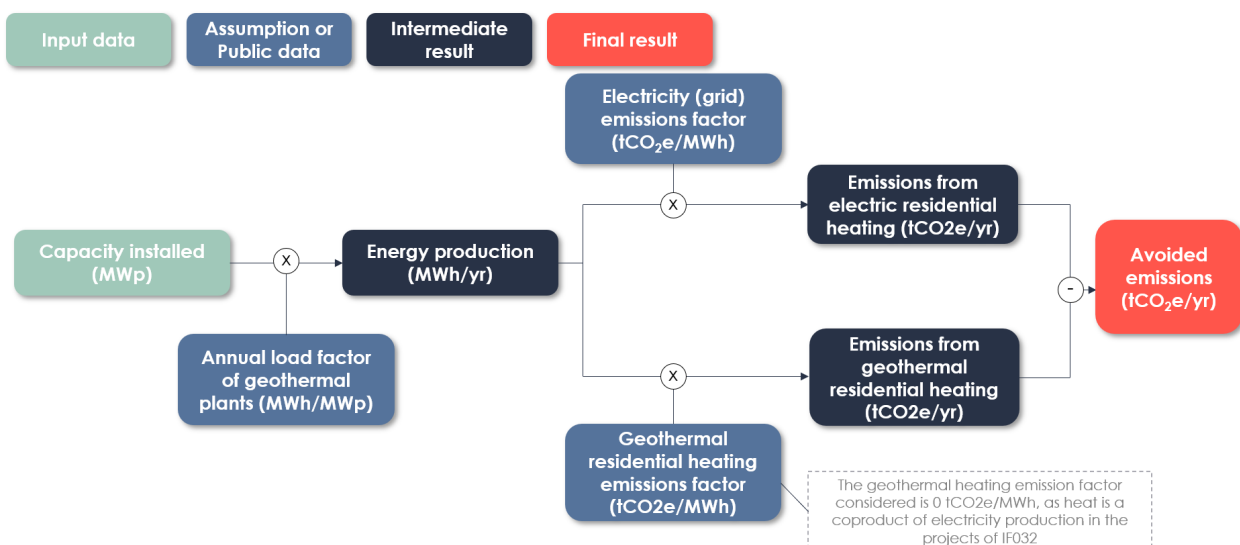 Input data
Assumption or
Public data
Intermediate
result
Final result
Electricity (grid)
emissions factor
(tCO₂e/MWh)
X
Emissions from
electric residential
heating (tCO2e/yr)
Capacity installed
(MWp)
X
Energy production
(MWh/yr)
-
Avoided
emissions
(tCO₂e/yr)
Annual load factor
of geothermal
plants (MWh/MWp)
X
Emissions from
geothermal
residential heating
(tCO2e/yr)
Geothermal
residential heating
emissions factor
(tCO2e/MWh)
The geothermal heating emission factor
considered is 0 tCO2e/MWh, as heat is a
coproduct of electricity production in the
projects of IF032